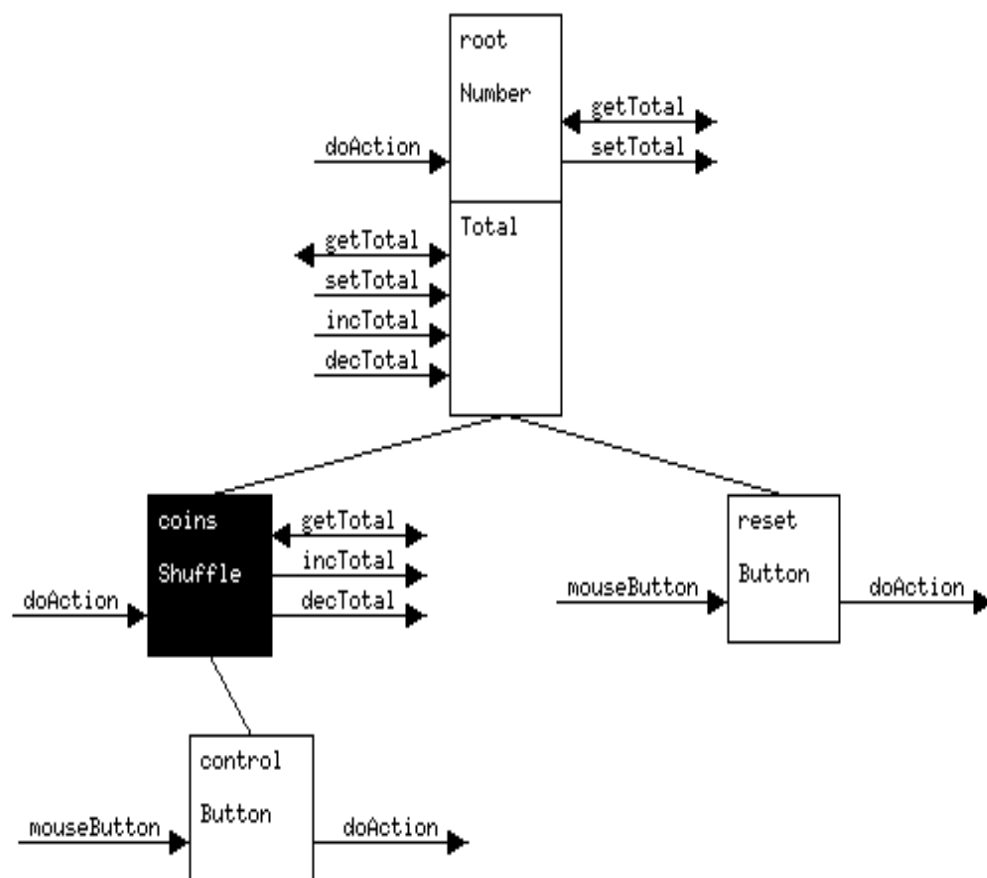 root
Number
getTotal
doAction
setTotal
Total
getTotal
setTotal
incTotal
decTotal
coins
getTotal
Shuffle
incTotal
doAction
decTotal
reset
Button
mouseButton
doAction
control
Button
mouseButton
doAction